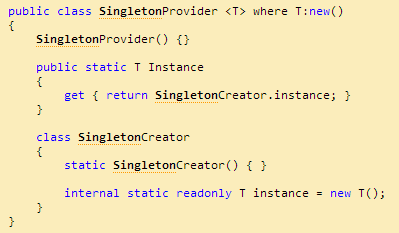 public class SingletonProvider <T> where T:new()
{
    SingletonProvider() {}
    public static T Instance
    {
        get { return SingletonCreator.instance; }
    }
    class SingletonCreator
    {
        static SingletonCreator() { }
        internal static readonly T instance = new T();
    }
}